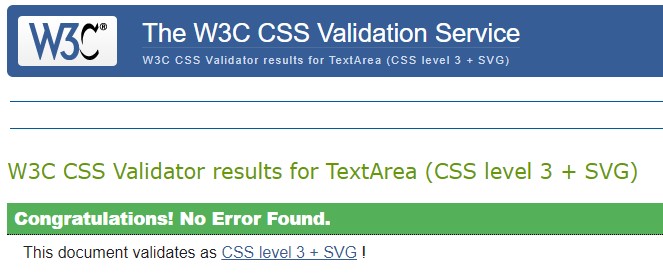 W3C®
The W3C CSS Validation Service
W3C CSS Validator results for TextArea (CSS level 3 + SVG)
W3C CSS Validator results for TextArea (CSS level 3 + SVG)
Congratulations! No Error Found.
This document validates as CSS level 3 + SVG !